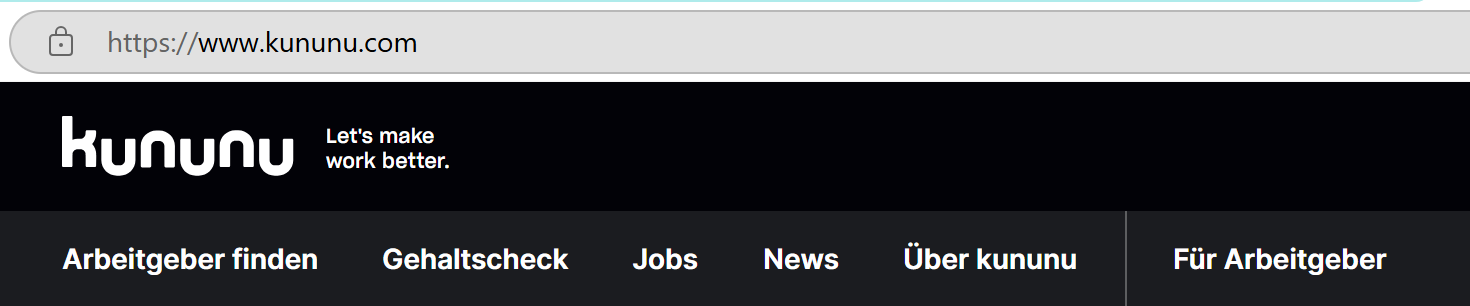 https://www.kununu.com
kununu
Let's make
work better.
Arbeitgeber finden
Gehaltscheck
Jobs
News
Über kununu
Für Arbeitgeber